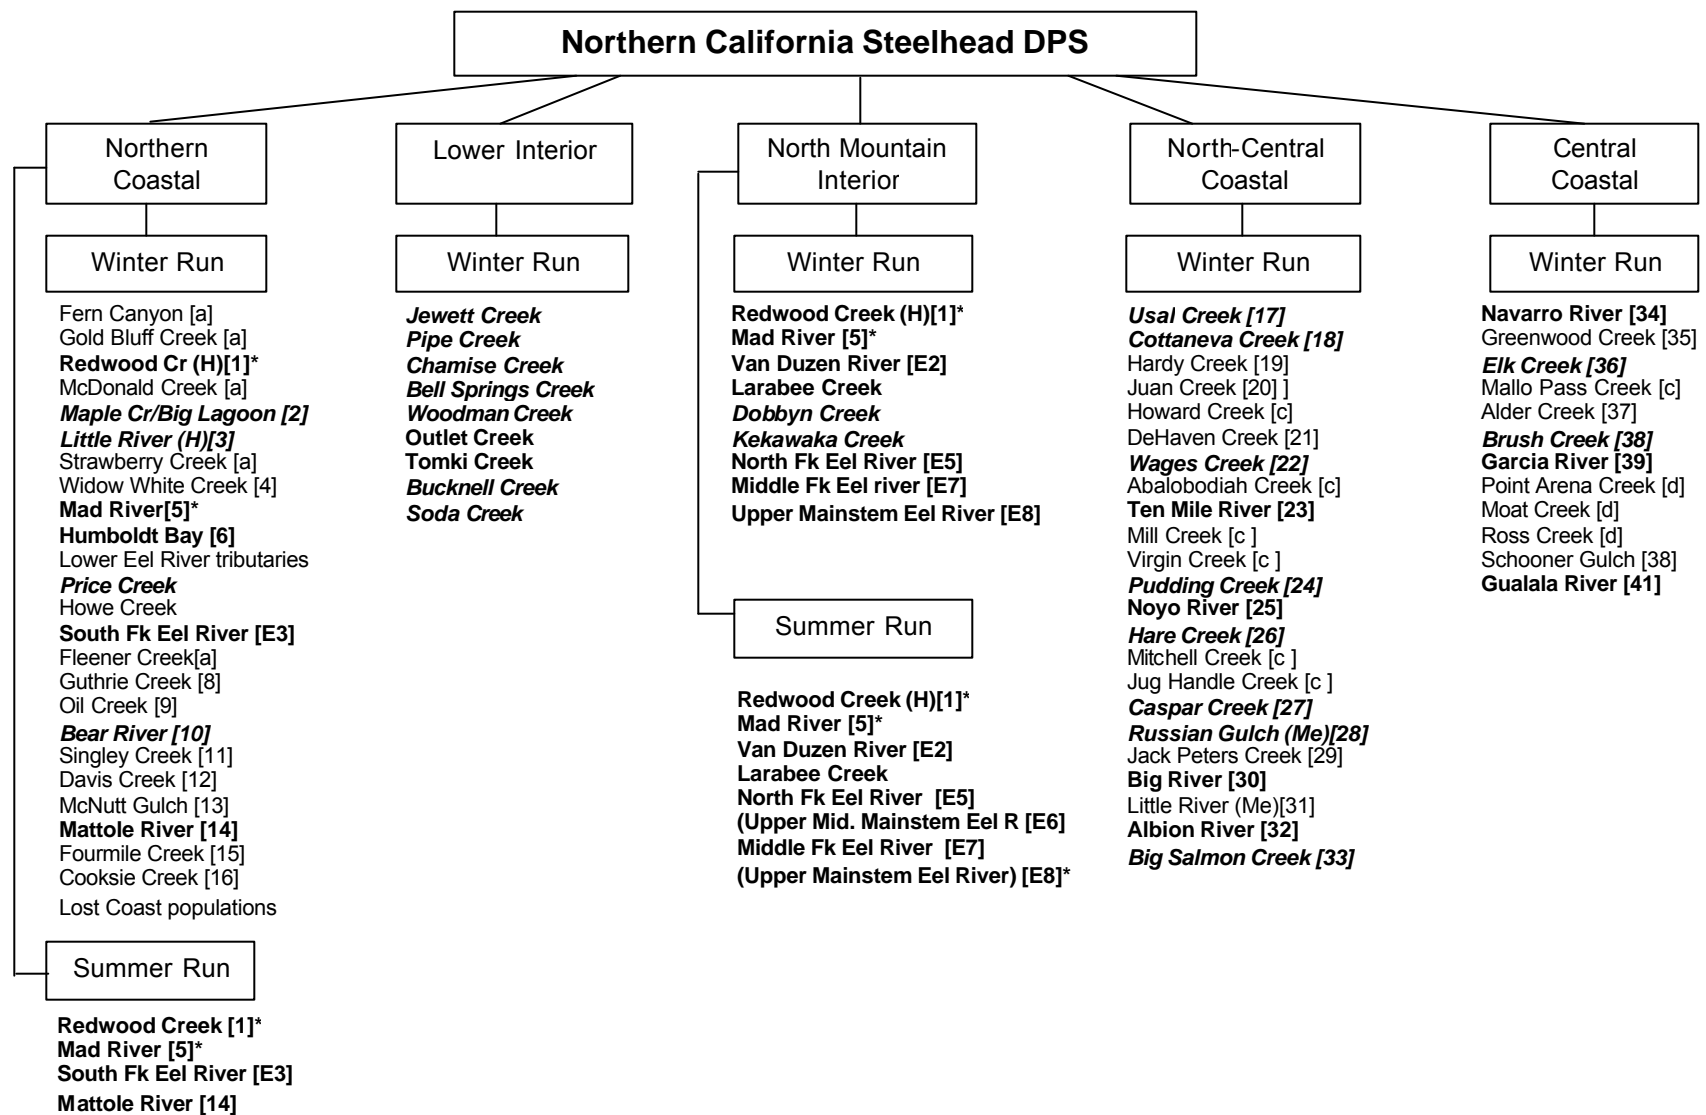 Northern California Steelhead DPS
Northern
Coastal
Winter Run
Fern Canyon [a]
Gold Bluff Creek [a]
Redwood Cr (H)[1]*
McDonald Creek [a]
Maple Cr/Big Lagoon [2]
Little River (H)[3]
Strawberry Creek [a]
Widow White Creek [4]
Mad River[5]*
Humboldt Bay [6]
Lower Eel River tributaries
Price Creek
Howe Creek
South Fk Eel River [E3]
Fleener Creek[a]
Guthrie Creek [8]
Oil Creek [9]
Bear River [10]
Singley Creek [11]
Davis Creek [12]
McNutt Gulch [13]
Mattole River [14]
Fourmile Creek [15]
Cooksie Creek [16]
Lost Coast populations
Summer Run
Redwood Creek [1]*
Mad River [5]*
South Fk Eel River [E3]
Mattole River [14]
Lower Interior
Winter Run
Jewett Creek
Pipe Creek
Chamise Creek
Bell Springs Creek
Woodman Creek
Outlet Creek
Tomki Creek
Bucknell Creek
Soda Creek
North Mountain
Interior
Winter Run
Redwood Creek (H)[1]*
Mad River [5]*
Van Duzen River [E2]
Larabee Creek
Dobbyn Creek
Kekawaka Creek
North Fk Eel River [E5]
Middle Fk Eel river [E7]
Upper Mainstem Eel River [E8]
Summer Run
Redwood Creek (H)[1]*
Mad River [5]*
Van Duzen River [E2]
Larabee Creek
North Fk Eel River [E5]
(Upper Mid. Mainstem Eel R [E6]
Middle Fk Eel River [E7]
(Upper Mainstem Eel River) [E8]*
North-Central
Coastal
Winter Run
Usal Creek [17]
Cottaneva Creek [18]
Hardy Creek [19]
Juan Creek [20] ]
Howard Creek [c]
DeHaven Creek [21]
Wages Creek [22]
Abalobodiah Creek [c]
Ten Mile River [23]
Mill Creek [c ]
Virgin Creek [c ]
Pudding Creek [24]
Noyo River [25]
Hare Creek [26]
Mitchell Creek [c ]
Jug Handle Creek [c ]
Caspar Creek [27]
Russian Gulch (Me)[28]
Jack Peters Creek [29]
Big River [30]
Little River (Me)[31]
Albion River [32]
Big Salmon Creek [33]
Central
Coastal
Winter Run
Navarro River [34]
Greenwood Creek [35]
Elk Creek [36]
Mallo Pass Creek [c]
Alder Creek [37]
Brush Creek [38]
Garcia River [39]
Point Arena Creek [d]
Moat Creek [d]
Ross Creek [d]
Schooner Gulch [38]
Gualala River [41]